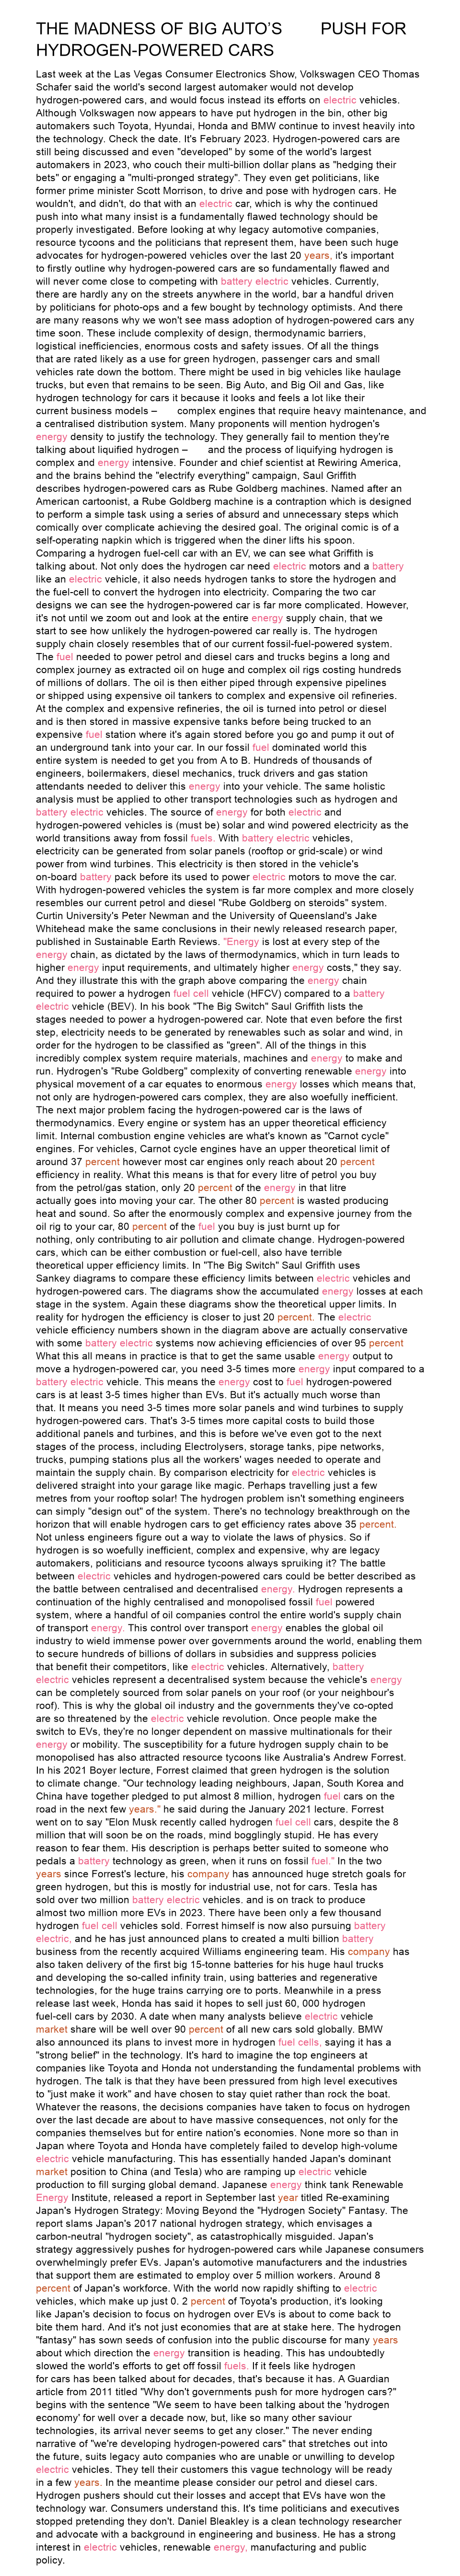 THE MADNESS OF BIG AUTO'S PUSH FOR
HYDROGEN-POWERED CARS
Last week at the Las Vegas Consumer Electronics Show, Volkswagen CEO Thomas
Schafer said the world's second largest automaker would not develop
hydrogen-powered cars, and would focus instead its efforts on electric vehicles.
Although Volkswagen now appears to have put hydrogen in the bin, other big
automakers such Toyota, Hyundai, Honda and BMW continue to invest heavily into
the technology. Check the date. It's February 2023. Hydrogen-powered cars are
still being discussed and even "developed" by some of the world's largest
automakers in 2023, who couch their multi-billion dollar plans as "hedging their
bets" or engaging a "multi-pronged strategy". They even get politicians, like
former prime minister Scott Morrison, to drive and pose with hydrogen cars. He
wouldn't, and didn't, do that with an electric car, which is why the continued
push into what many insist is a fundamentally flawed technology should be
properly investigated. Before looking at why legacy automotive companies,
resource tycoons and the politicians that represent them, have been such huge
advocates for hydrogen-powered vehicles over the last 20 years, it's important
to firstly outline why hydrogen-powered cars are so fundamentally flawed and
will never come close to competing with battery electric vehicles. Currently,
there are hardly any on the streets anywhere in the world, bar a handful driven
by politicians for photo-ops and a few bought by technology optimists. And there
are many reasons why we won't see mass adoption of hydrogen-powered cars any
time soon. These include complexity of design, thermodynamic barriers,
logistical inefficiencies, enormous costs and safety issues. Of all the things
that are rated likely as a use for green hydrogen, passenger cars and small
vehicles rate down the bottom. There might be used in big vehicles like haulage
trucks, but even that remains to be seen. Big Auto, and Big Oil and Gas, like
hydrogen technology for cars it because it looks and feels a lot like their
current business models – complex engines that require heavy maintenance, and
a centralised distribution system. Many proponents will mention hydrogen's
energy density to justify the technology. They generally fail to mention they're
talking about liquified hydrogen – and the process of liquifying hydrogen is
complex and energy intensive. Founder and chief scientist at Rewiring America,
and the brains behind the "electrify everything" campaign, Saul Griffith
describes hydrogen-powered cars as Rube Goldberg machines. Named after an
American cartoonist, a Rube Goldberg machine is a contraption which is designed
to perform a simple task using a series of absurd and unnecessary steps which
comically over complicate achieving the desired goal. The original comic is of a
self-operating napkin which is triggered when the diner lifts his spoon.
Comparing a hydrogen fuel-cell car with an EV, we can see what Griffith is
talking about. Not only does the hydrogen car need electric motors and a battery
like an electric vehicle, it also needs hydrogen tanks to store the hydrogen and
the fuel-cell to convert the hydrogen into electricity. Comparing the two car
designs we can see the hydrogen-powered car is far more complicated. However,
it's not until we zoom out and look at the entire energy supply chain, that we
start to see how unlikely the hydrogen-powered car really is. The hydrogen
supply chain closely resembles that of our current fossil-fuel-powered system.
The fuel needed to power petrol and diesel cars and trucks begins a long and
complex journey as extracted oil on huge and complex oil rigs costing hundreds
of millions of dollars. The oil is then either piped through expensive pipelines
or shipped using expensive oil tankers to complex and expensive oil refineries.
At the complex and expensive refineries, the oil is turned into petrol or diesel
and is then stored in massive expensive tanks before being trucked to an
expensive fuel station where it's again stored before you go and pump it out of
an underground tank into your car. In our fossil fuel dominated world this
entire system is needed to get you from A to B. Hundreds of thousands of
engineers, boilermakers, diesel mechanics, truck drivers and gas station
attendants needed to deliver this energy into your vehicle. The same holistic
analysis must be applied to other transport technologies such as hydrogen and
battery electric vehicles. The source of energy for both electric and
hydrogen-powered vehicles is (must be) solar and wind powered electricity as the
world transitions away from fossil fuels. With battery electric vehicles,
electricity can be generated from solar panels (rooftop or grid-scale) or wind
power from wind turbines. This electricity is then stored in the vehicle's
on-board battery pack before its used to power electric motors to move the car.
With hydrogen-powered vehicles the system is far more complex and more closely
resembles our current petrol and diesel "Rube Goldberg on steroids" system.
Curtin University's Peter Newman and the University of Queensland's Jake
Whitehead make the same conclusions in their newly released research paper,
published in Sustainable Earth Reviews. "Energy is lost at every step of the
energy chain, as dictated by the laws of thermodynamics, which in turn leads to
higher energy input requirements, and ultimately higher energy costs," they say.
And they illustrate this with the graph above comparing the energy chain
required to power a hydrogen fuel cell vehicle (HFCV) compared to a battery
electric vehicle (BEV). In his book "The Big Switch" Saul Griffith lists the
stages needed to power a hydrogen-powered car. Note that even before the first
step, electricity needs to be generated by renewables such as solar and wind, in
order for the hydrogen to be classified as "green". All of the things in this
incredibly complex system require materials, machines and energy to make and
run. Hydrogen's "Rube Goldberg" complexity of converting renewable energy into
physical movement of a car equates to enormous energy losses which means that,
not only are hydrogen-powered cars complex, they are also woefully inefficient.
The next major problem facing the hydrogen-powered car is the laws of
thermodynamics. Every engine or system has an upper theoretical efficiency
limit. Internal combustion engine vehicles are what's known as "Carnot cycle"
engines. For vehicles, Carnot cycle engines have an upper theoretical limit of
around 37 percent however most car engines only reach about 20 percent
efficiency in reality. What this means is that for every litre of petrol you buy
from the petrol/gas station, only 20 percent of the energy in that litre
actually goes into moving your car. The other 80 percent is wasted producing
heat and sound. So after the enormously complex and expensive journey from the
oil rig to your car, 80 percent of the fuel you buy is just burnt up for
nothing, only contributing to air pollution and climate change. Hydrogen-powered
cars, which can be either combustion or fuel-cell, also have terrible
theoretical upper efficiency limits. In "The Big Switch" Saul Griffith uses
Sankey diagrams to compare these efficiency limits between electric vehicles and
hydrogen-powered cars. The diagrams show the accumulated energy losses at each
stage in the system. Again these diagrams show the theoretical upper limits. In
reality for hydrogen the efficiency is closer to just 20 percent. The electric
vehicle efficiency numbers shown in the diagram above are actually conservative
with some battery electric systems now achieving efficiencies of over 95 percent
What this all means in practice is that to get the same usable energy output to
move a hydrogen-powered car, you need 3-5 times more energy input compared to a
battery electric vehicle. This means the energy cost to fuel hydrogen-powered
cars is at least 3-5 times higher than EVs. But it's actually much worse than
that. It means you need 3-5 times more solar panels and wind turbines to supply
hydrogen-powered cars. That's 3-5 times more capital costs to build those
additional panels and turbines, and this is before we've even got to the next
stages of the process, including Electrolysers, storage tanks, pipe networks,
trucks, pumping stations plus all the workers' wages needed to operate and
maintain the supply chain. By comparison electricity for electric vehicles is
delivered straight into your garage like magic. Perhaps travelling just a few
metres from your rooftop solar! The hydrogen problem isn't something engineers
can simply "design out" of the system. There's no technology breakthrough on the
horizon that will enable hydrogen cars to get efficiency rates above 35 percent.
Not unless engineers figure out a way to violate the laws of physics. So if
hydrogen is so woefully inefficient, complex and expensive, why are legacy
automakers, politicians and resource tycoons always spruiking it? The battle
between electric vehicles and hydrogen-powered cars could be better described as
the battle between centralised and decentralised energy. Hydrogen represents a
continuation of the highly centralised and monopolised fossil fuel powered
system, where a handful of oil companies control the entire world's supply chain
of transport energy. This control over transport energy enables the global oil
industry to wield immense power over governments around the world, enabling them
to secure hundreds of billions of dollars in subsidies and suppress policies
that benefit their competitors, like electric vehicles. Alternatively, battery
electric vehicles represent a decentralised system because the vehicle's energy
can be completely sourced from solar panels on your roof (or your neighbour's
roof). This is why the global oil industry and the governments they've co-opted
are so threatened by the electric vehicle revolution. Once people make the
switch to EVs, they're no longer dependent on massive multinationals for their
energy or mobility. The susceptibility for a future hydrogen supply chain to be
monopolised has also attracted resource tycoons like Australia's Andrew Forrest.
In his 2021 Boyer lecture, Forrest claimed that green hydrogen is the solution
to climate change. "Our technology leading neighbours, Japan, South Korea and
China have together pledged to put almost 8 million, hydrogen fuel cars on the
road in the next few years," he said during the January 2021 lecture. Forrest
went on to say "Elon Musk recently called hydrogen fuel cell cars, despite the 8
million that will soon be on the roads, mind bogglingly stupid. He has every
reason to fear them. His description is perhaps better suited to someone who
pedals a battery technology as green, when it runs on fossil fuel." In the two
years since Forrest's lecture, his company has announced huge stretch goals for
green hydrogen, but this is mostly for industrial use, not for cars. Tesla has
sold over two million battery electric vehicles. and is on track to produce
almost two million more EVs in 2023. There have been only a few thousand
hydrogen fuel cell vehicles sold. Forrest himself is now also pursuing battery
electric, and he has just announced plans to created a multi billion battery
business from the recently acquired Williams engineering team. His company has
also taken delivery of the first big 15-tonne batteries for his huge haul trucks
and developing the so-called infinity train, using batteries and regenerative
technologies, for the huge trains carrying ore to ports. Meanwhile in a press
release last week, Honda has said it hopes to sell just 60, 000 hydrogen
fuel-cell cars by 2030. A date when many analysts believe electric vehicle
market share will be well over 90 percent of all new cars sold globally. BMW
also announced its plans to invest more in hydrogen fuel cells, saying it has a
"strong belief" in the technology. It's hard to imagine the top engineers at
companies like Toyota and Honda not understanding the fundamental problems with
hydrogen. The talk is that they have been pressured from high level executives
to "just make it work" and have chosen to stay quiet rather than rock the boat.
Whatever the reasons, the decisions companies have taken to focus on hydrogen
over the last decade are about to have massive consequences, not only for the
companies themselves but for entire nation's economies. None more so than in
Japan where Toyota and Honda have completely failed to develop high-volume
electric vehicle manufacturing. This has essentially handed Japan's dominant
market position to China (and Tesla) who are ramping up electric vehicle
production to fill surging global demand. Japanese energy think tank Renewable
Energy Institute, released a report in September last year titled Re-examining
Japan's Hydrogen Strategy: Moving Beyond the "Hydrogen Society" Fantasy. The
report slams Japan's 2017 national hydrogen strategy, which envisages a
carbon-neutral "hydrogen society", as catastrophically misguided. Japan's
strategy aggressively pushes for hydrogen-powered cars while Japanese consumers
overwhelmingly prefer EVs. Japan's automotive manufacturers and the industries
that support them are estimated to employ over 5 million workers. Around 8
percent of Japan's workforce. With the world now rapidly shifting to electric
vehicles, which make up just 0. 2 percent of Toyota's production, it's looking
like Japan's decision to focus on hydrogen over EVs is about to come back to
bite them hard. And it's not just economies that are at stake here. The hydrogen
"fantasy" has sown seeds of confusion into the public discourse for many years
about which direction the energy transition is heading. This has undoubtedly
slowed the world's efforts to get off fossil fuels. If it feels like hydrogen
for cars has been talked about for decades, that's because it has. A Guardian
article from 2011 titled "Why don't governments push for more hydrogen cars?"
begins with the sentence "We seem to have been talking about the 'hydrogen
economy' for well over a decade now, but, like so many other saviour
technologies, its arrival never seems to get any closer." The never ending
narrative of "we're developing hydrogen-powered cars" that stretches out into
the future, suits legacy auto companies who are unable or unwilling to develop
electric vehicles. They tell their customers this vague technology will be ready
in a few years. In the meantime please consider our petrol and diesel cars.
Hydrogen pushers should cut their losses and accept that EVs have won the
technology war. Consumers understand this. It's time politicians and executives
stopped pretending they don't. Daniel Bleakley is a clean technology researcher
and advocate with a background in engineering and business. He has a strong
interest in electric vehicles, renewable energy, manufacturing and public
policy.